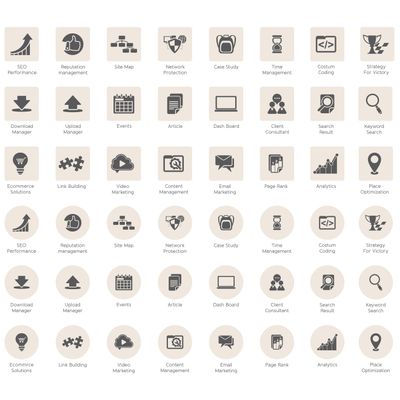 SEO
Performance
Reputation
management
Site Map
Network
Protection
Case Study
Time
Management
Costum
Coding
Strategy
For Victory
Download
Manager
Upload
Manager
Events
Article
Dash Board
Client
Consultant
Search
Result
Keyword
Search
Ecommerce
Solutions
Link Building
Video
Marketing
Content
Management
Email
Marketing
Page Rank
Analytics
Place
Optimization
SEO
Performance
Reputation
management
Site Map
Network
Protection
Case Study
Time
Management
Costum
Coding
Strategy
For Victory
Download
Manager
Upload
Manager
Events
Article
Dash Board
Client
Consultant
Search
Result
Keyword
Search
Ecommrce
Solutions
Link Building
Video
Marketing
Content
Management
Email
Marketing
Page Rank
Analytics
Place
Optimization